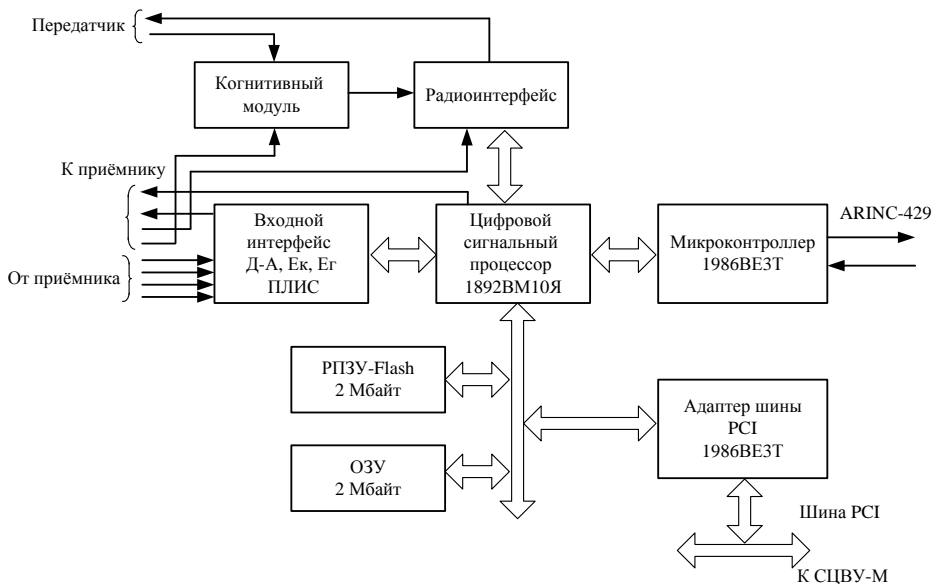 Передатчик
Когнитивный
модуль
Радиоинтерфейс
К приёмнику
Входной
интерфейс
Д-А, Ек, Ег
ПЛИС
Цифровой
сигнальный
процессор
1892ВМ10Я
Микроконтроллер
1986ВЕ3Т
ARINC-429
От приёмника
РПЗУ-Flash
2 Мбайт
Адаптер шины
PCI
1986ВЕ3Т
ОЗУ
2 Мбайт
Шина PCI
К СЦВУ-М